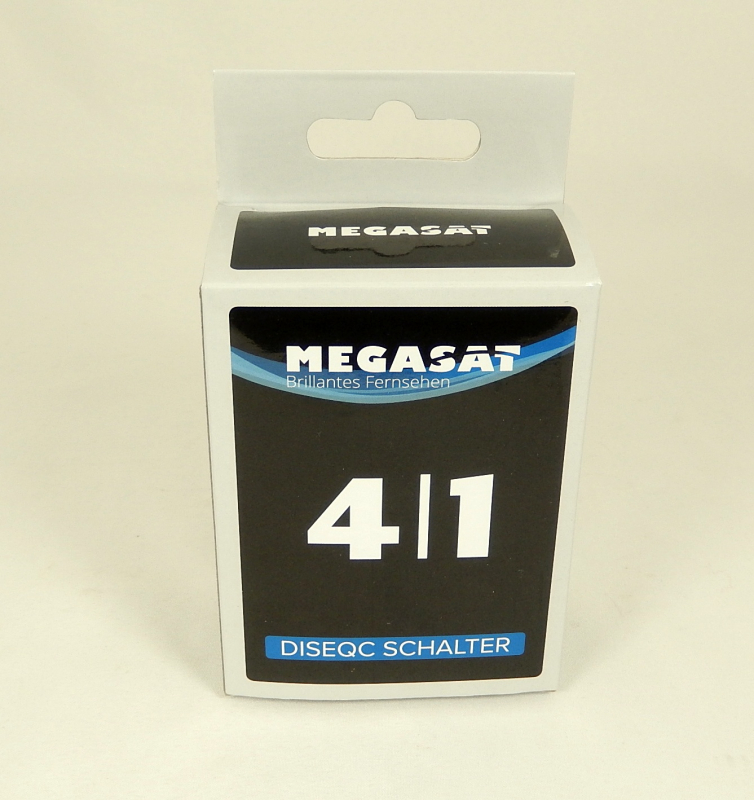 MEGASAT
MEGASAT
Brillantes Fernsehen
4|1
DISEQC SCHALTER